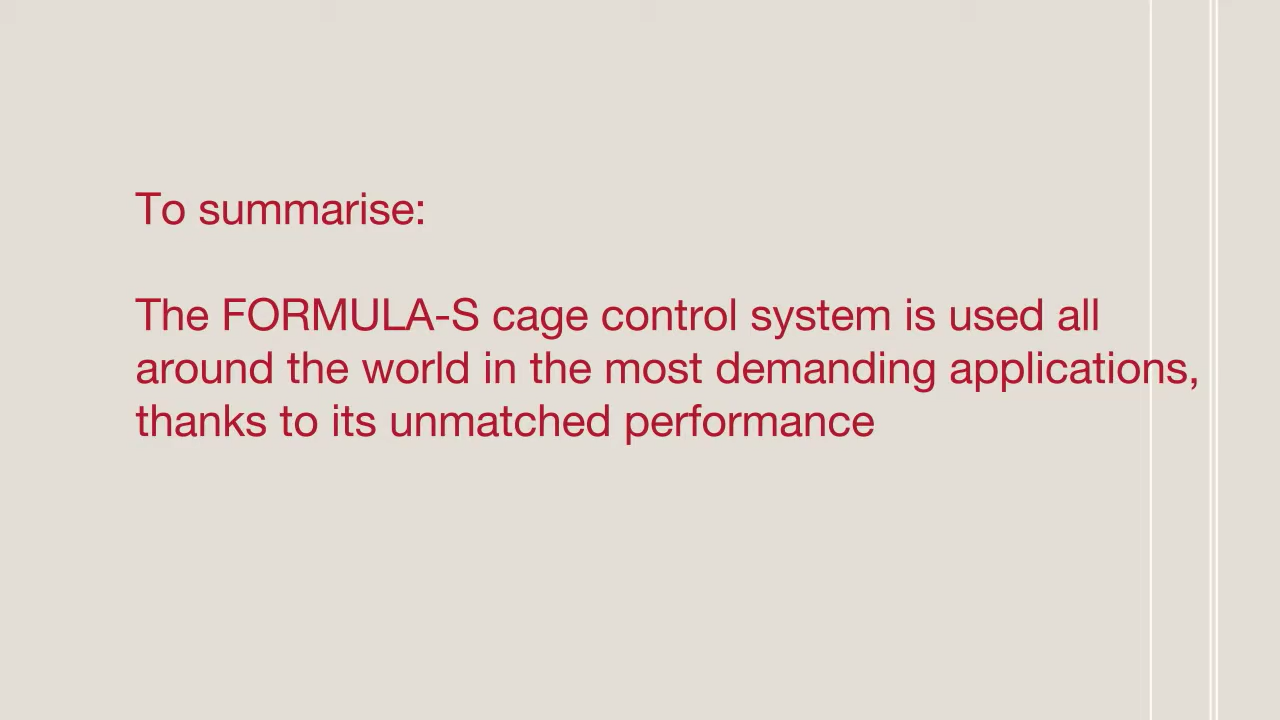 To summarise:
The FORMULA-S cage control system is used all
around the world in the most demanding applications,
thanks to its unmatched performance